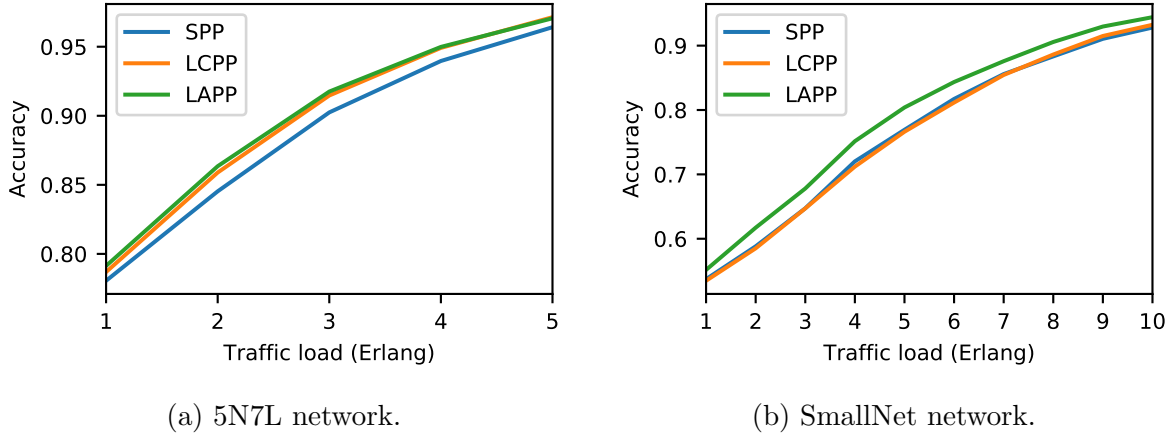 SPP
LCPP
LAPP
0.95
0.90
0.85
0.80
Accuracy
1 2 3 4 5
Traffic load (Erlang)
(a) 5N7L network.
SPP
LCPP
LAPP
0.9
0.8
0.7
0.6
Accuracy
1 2 3 4 5 6 7 8 9 10
Traffic load (Erlang)
(b) SmallNet network.